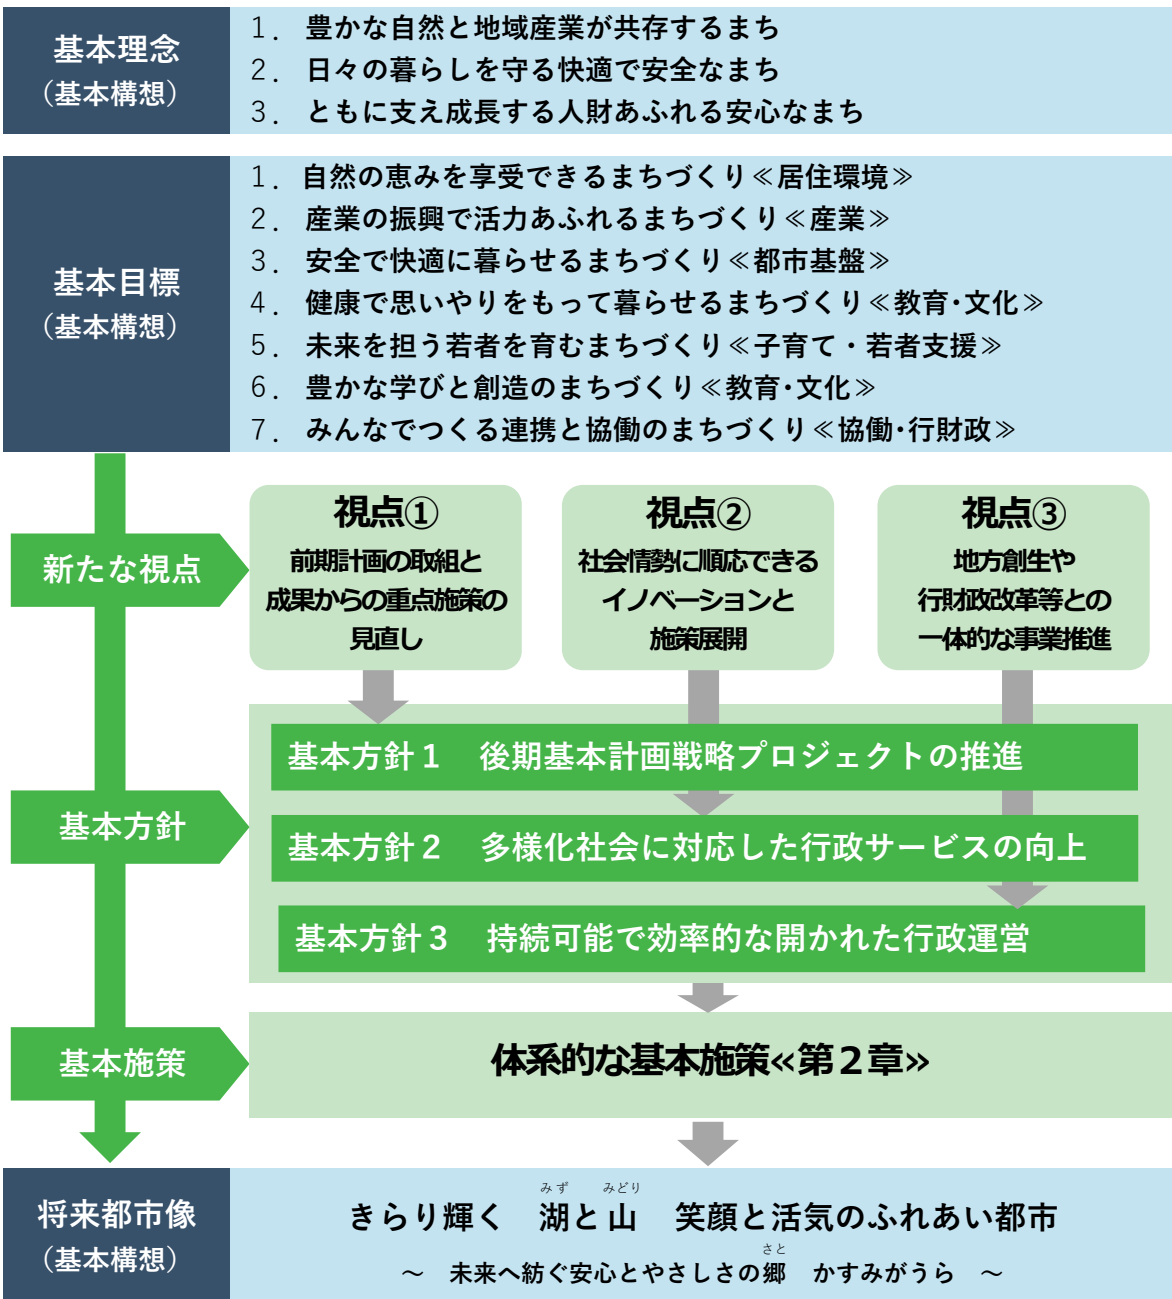 基本理念
（基本構想）
1． 豊かな自然と地域産業が共存するまち
2． 日々の暮らしを守る快適で安全なまち
3． ともに支え成長する人財あふれる安心なまち
基本目標
（基本構想）
1． 自然の恵みを享受できるまちづくり≪居住環境≫
2． 産業の振興で活力あふれるまちづくり≪産業≫
3． 安全で快適に暮らせるまちづくり≪都市基盤≫
4． 健康で思いやりをもって暮らせるまちづくり≪教育･文化≫
5． 未来を担う若者を育むまちづくり≪子育て・若者支援≫
6． 豊かな学びと創造のまちづくり≪教育･文化≫
7． みんなでつくる連携と協働のまちづくり≪協働･行財政≫
新たな視点
視点①
前期計画の取組と
成果からの重点施策の
見直し
視点②
社会情勢に順応できる
イノベーションと
施策展開
視点③
地方創生や
行財政改革等との
一体的な事業推進
基本方針
基本方針１　後期基本計画戦略プロジェクトの推進
基本方針２　多様化社会に対応した行政サービスの向上
基本方針３　持続可能で効率的な開かれた行政運営
基本施策
体系的な基本施策≪第２章≫
将来都市像
（基本構想）
みず　みどり
きらり輝く　湖と山　笑顔と活気のふれあい都市
さと
～　未来へ紡ぐ安心とやさしさの郷　かすみがうら　～